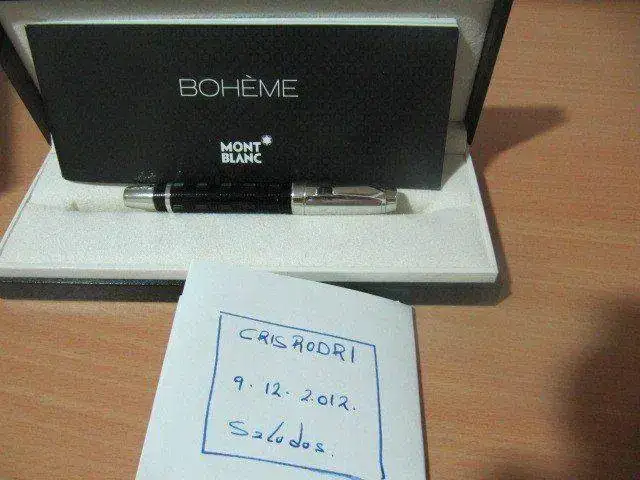 BOHÈME
MONT
BLANC
CRISRODRI
9.12.2.012.
Saludos.